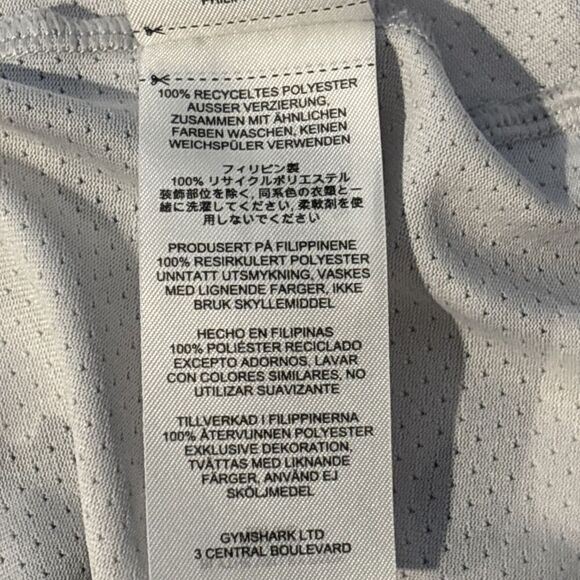 100% RECYCELTES POLYESTER
AUSSER VERZIERUNG,
ZUSAMMEN MIT ÄHNLICHEN
FARBEN WASCHEN, KEINEN
WEICHSPÜLER VERWENDEN
フィリピン製
100% リサイクルポリエステル
装飾部位を除く, 同系色の衣類と一
緒に洗濯してください, 柔軟剤を使
用しないでください
PRODUSERT PÅ FILIPPINENE
100% RESIRKULERT POLYESTER
UNNTATT UTSMYKNING, VASKES
MED LIGNENDE FARGER, IKKE
BRUK SKYLLEMIDDEL
HECHO EN FILIPINAS
100% POLIÉSTER RECICLADO
EXCEPTO ADORNOS, LAVAR
CON COLORES SIMILARES, NO
UTILIZAR SUAVIZANTE
TILLVERKAD I FILIPPINERNA
100% ÅTERVUNNEN POLYESTER
EXKLUSIVE DEKORATION,
TVÄTTAS MED LIKNANDE
FÄRGER, ANVÄND EJ
SKÖLJMEDEL
GYMSHARK LTD
3 CENTRAL BOULEVARD